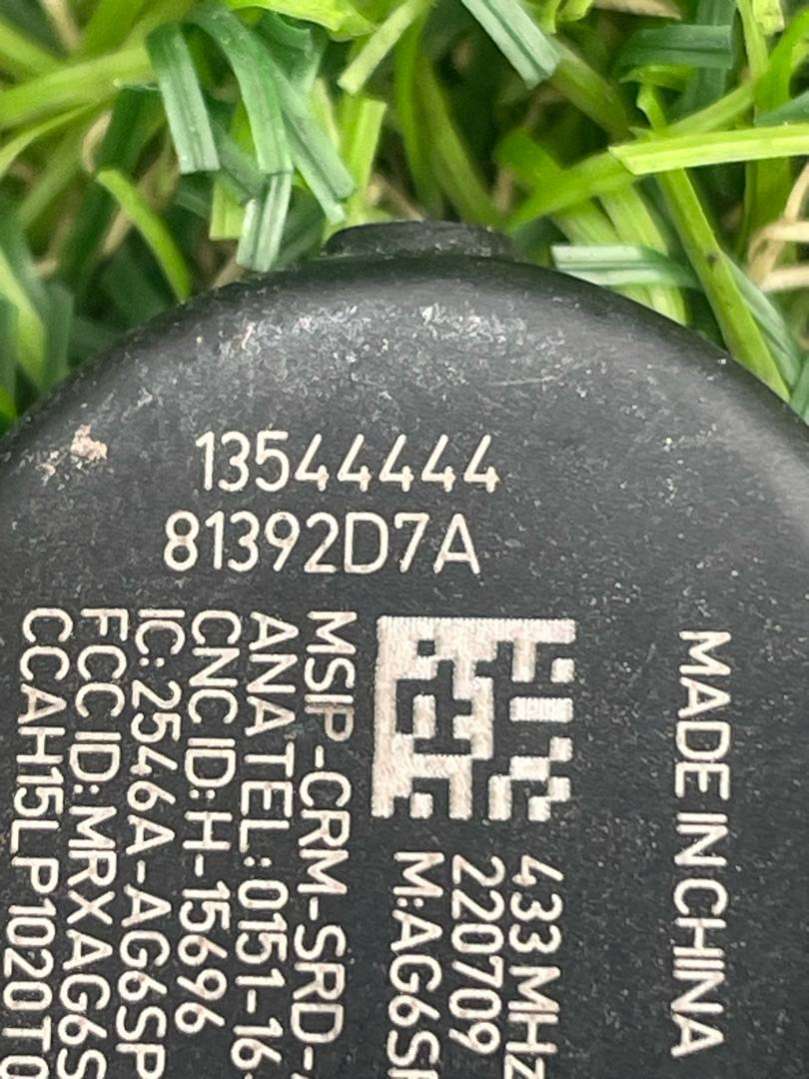 13544444
81392D7A
MADE IN CHINA
433 MHZ
220709
M:AG6S
MSIP-CRM-SRD-
ANATEL: 0151-16-
CNC ID: H-15696
IC: 2546A-AG6SP
FCC ID: MRXAG6S
CCAH15LP1020T0